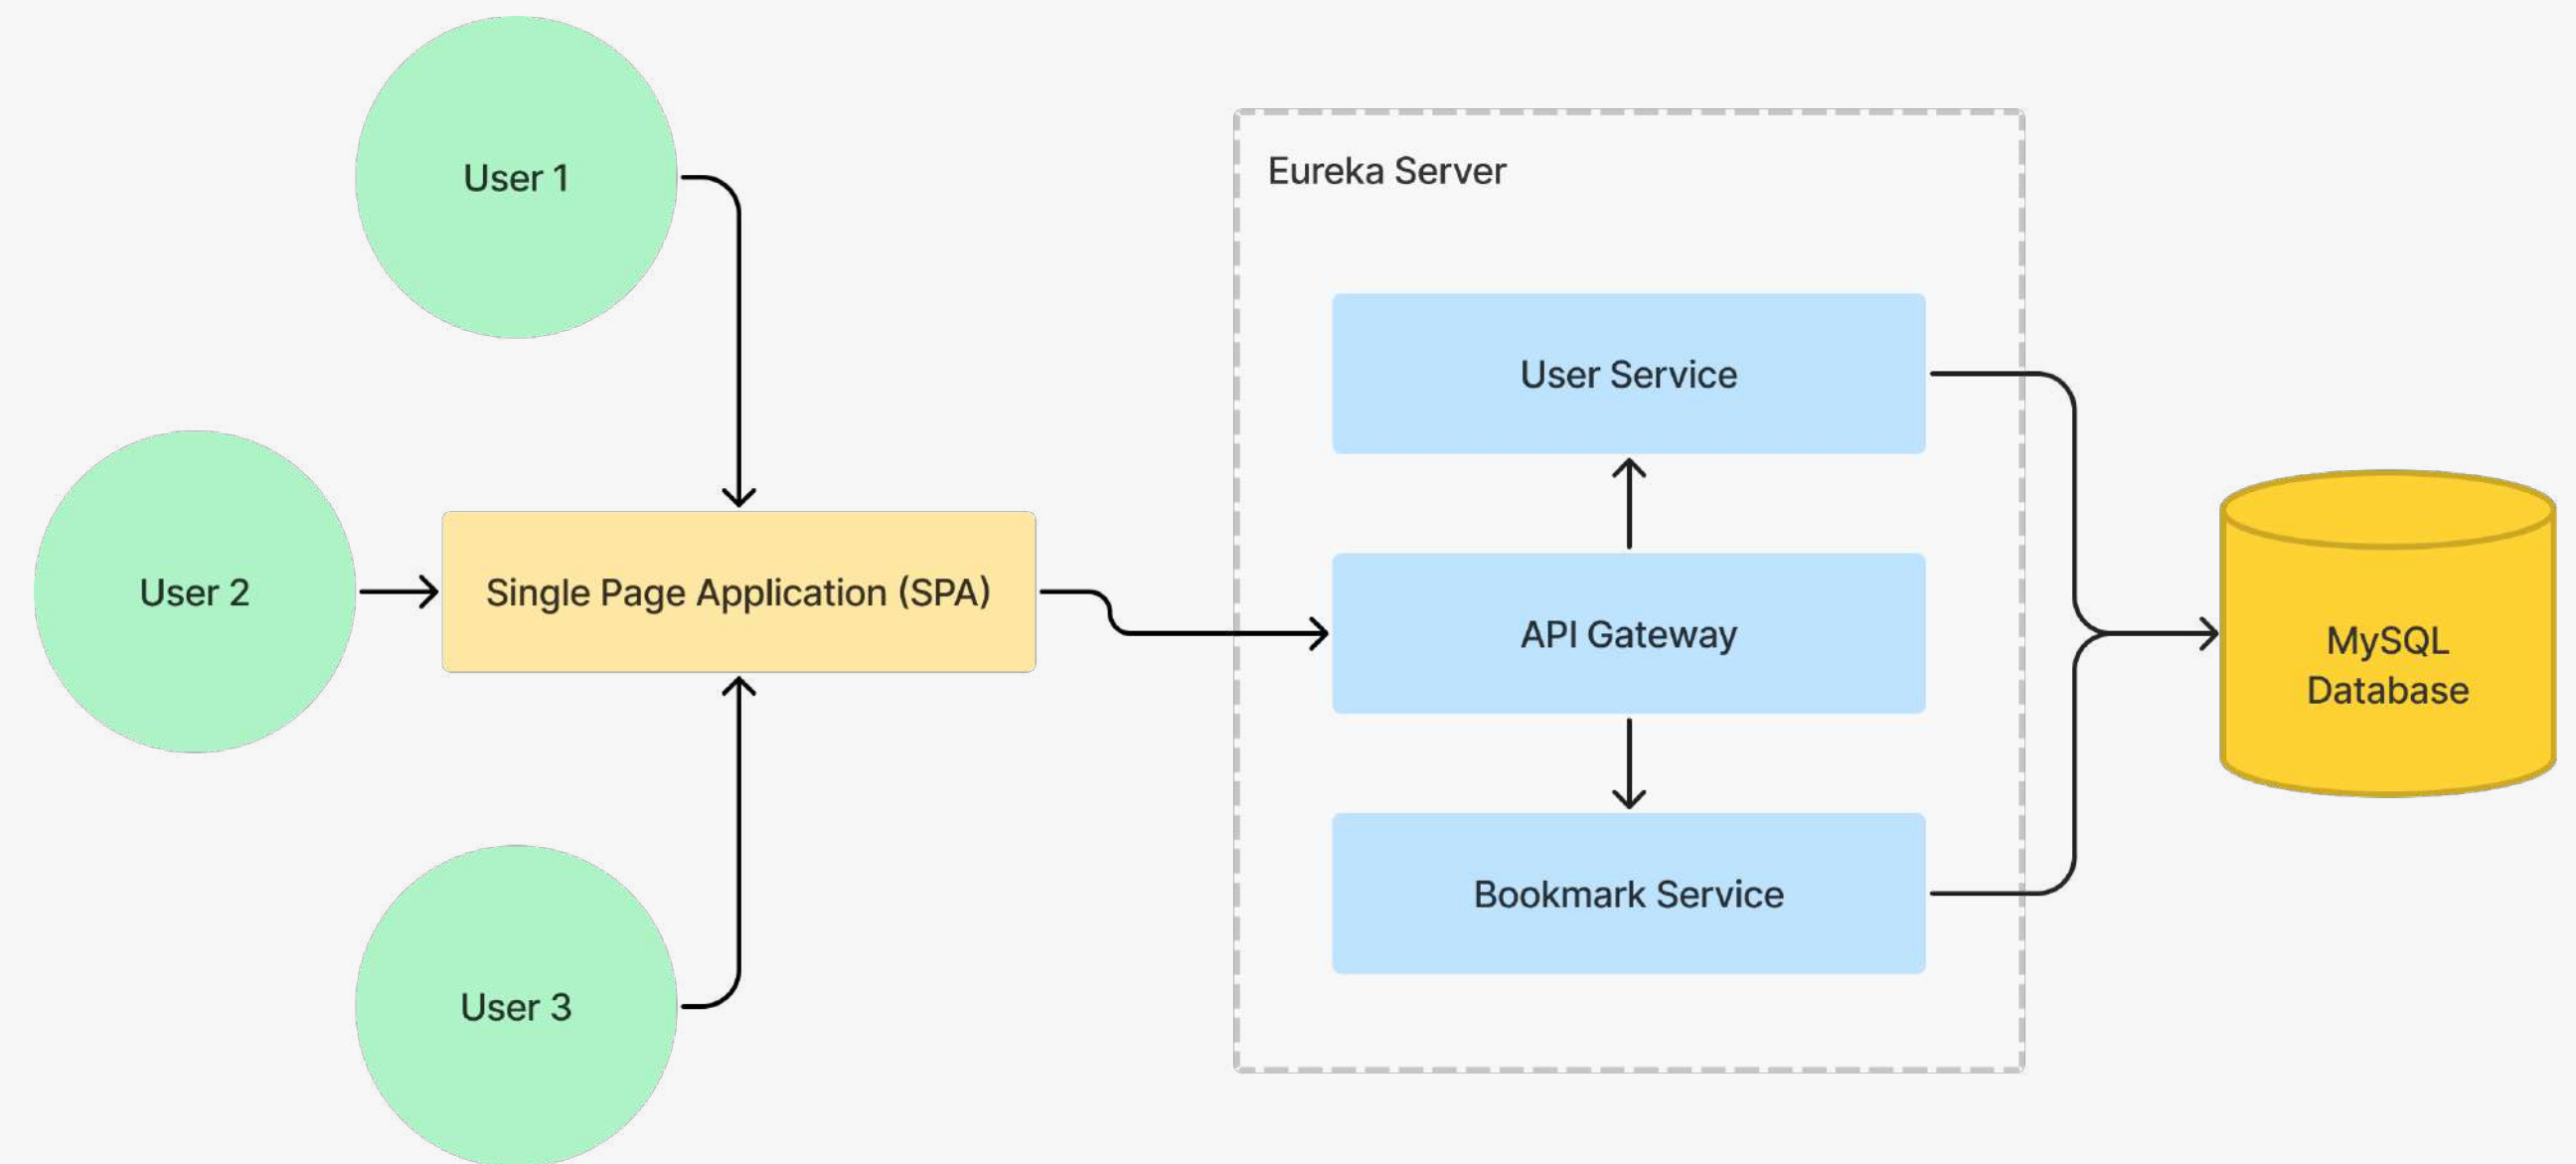 User 1
Eureka Server
User Service
User 2
Single Page Application (SPA)
API Gateway
MySQL
Database
Bookmark Service
User 3